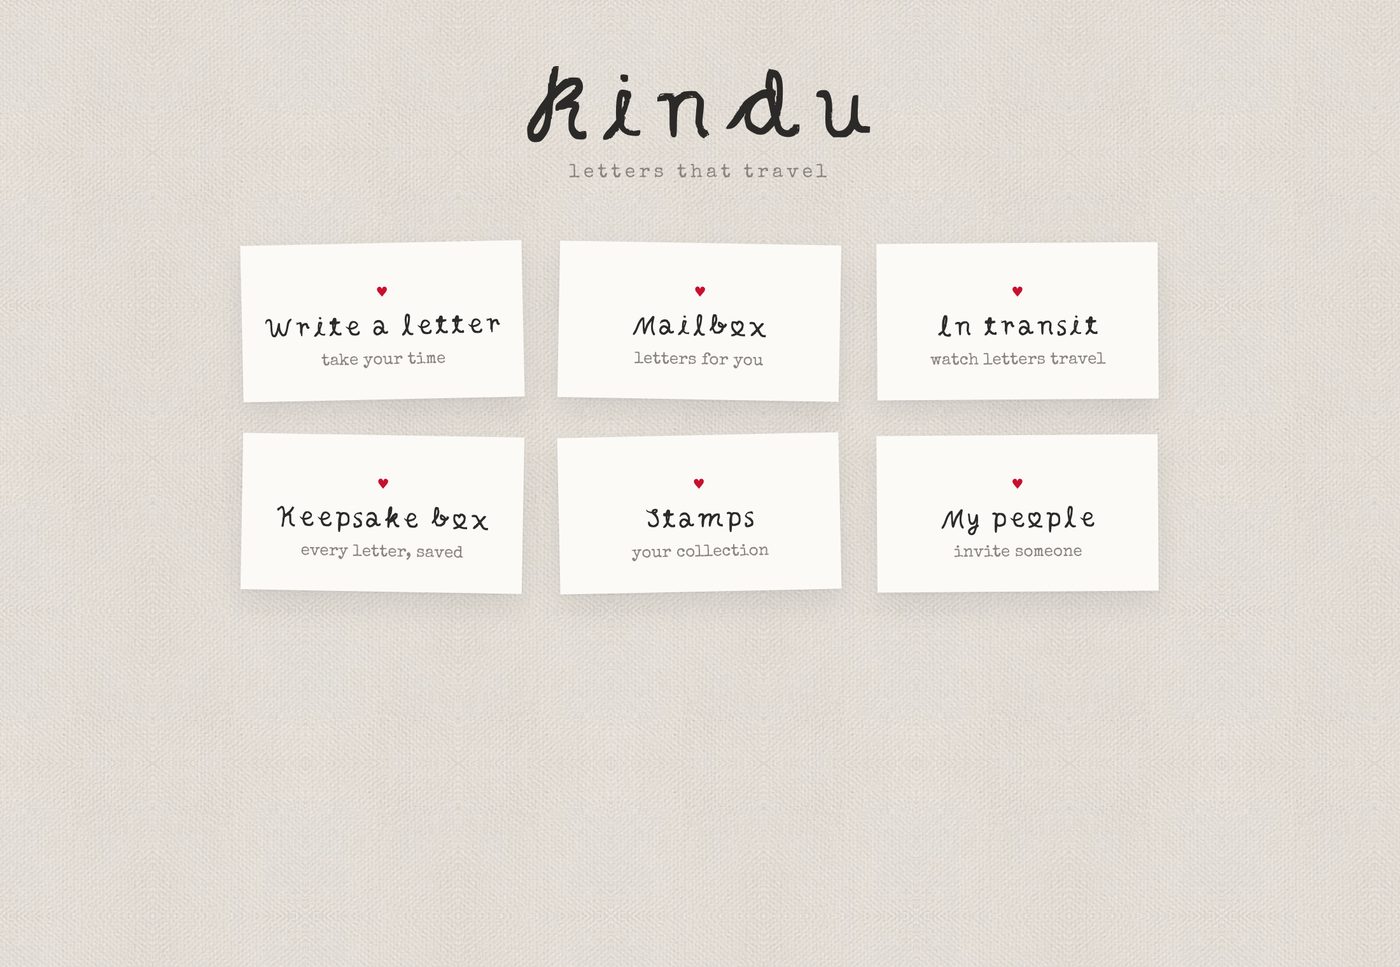 kindu
letters that travel
♥
Write a letter
take your time
♥
Mailbox
letters for you
♥
In transit
watch letters travel
♥
Keepsake box
every letter, saved
♥
Stamps
your collection
♥
My people
invite someone